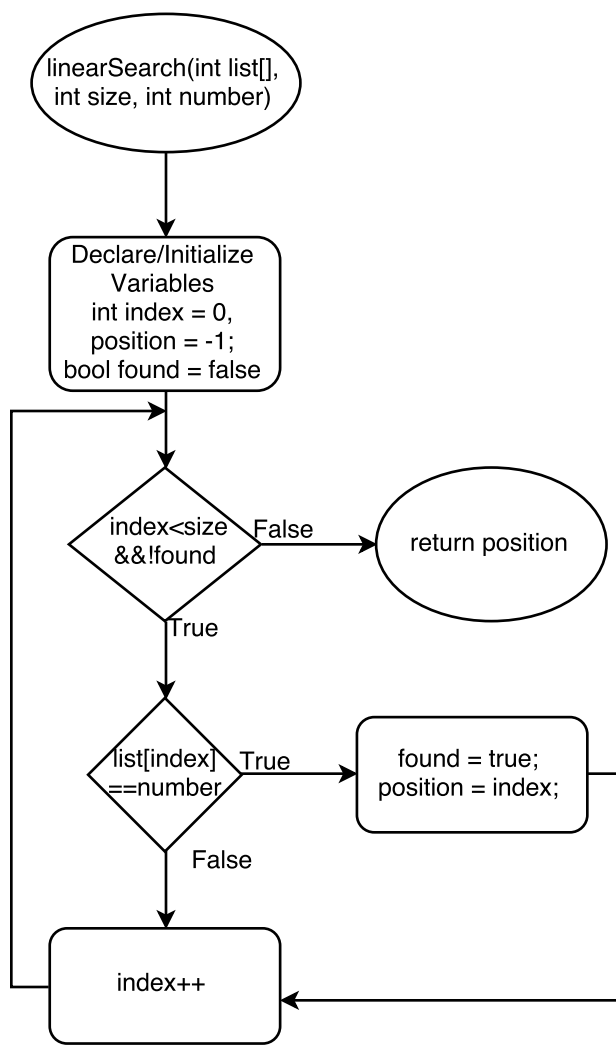 linearSearch(int list[],
int size, int number)
Declare/Initialize
Variables
int index = 0,
position = -1;
bool found = false
index<size
&&!found
False
return position
True
list[index]
==number
True
found = true;
position = index;
False
index++